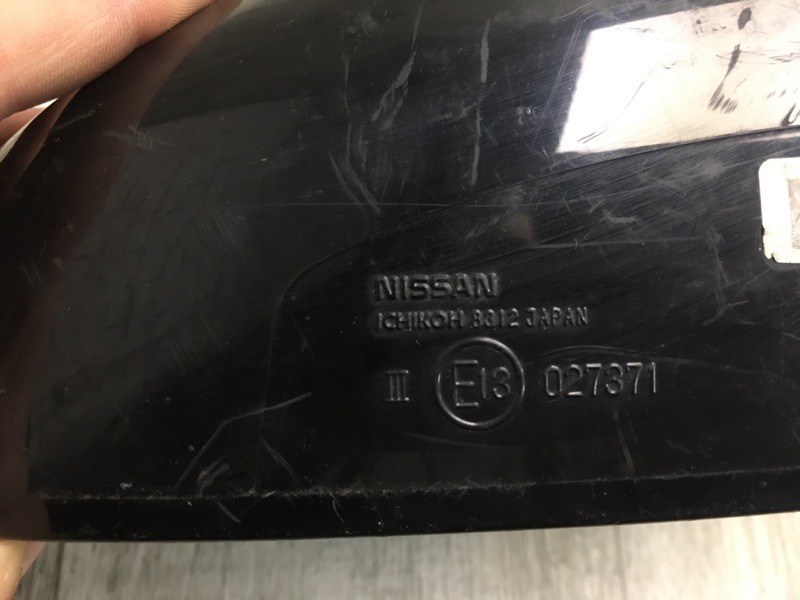 NISSAN
ICHIKOH 8312 JAPAN
III E13 027371